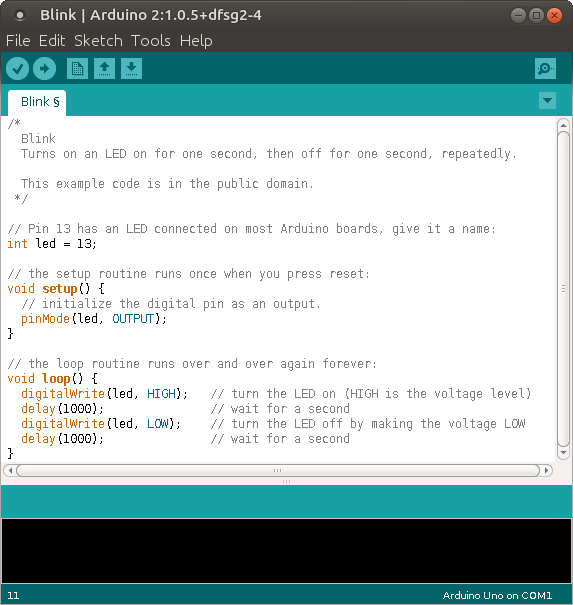 Blink | Arduino 2:1.0.5+dfsg2-4
File Edit Sketch Tools Help
Blink §
/*
  Blink
  Turns on an LED on for one second, then off for one second, repeatedly.

  This example code is in the public domain.
 */

// Pin 13 has an LED connected on most Arduino boards, give it a name:
int led = 13;

// the setup routine runs once when you press reset:
void setup() {
  // initialize the digital pin as an output.
  pinMode(led, OUTPUT);
}

// the loop routine runs over and over again forever:
void loop() {
  digitalWrite(led, HIGH);   // turn the LED on (HIGH is the voltage level)
  delay(1000);               // wait for a second
  digitalWrite(led, LOW);    // turn the LED off by making the voltage LOW
  delay(1000);               // wait for a second
}
11 Arduino Uno on COM1